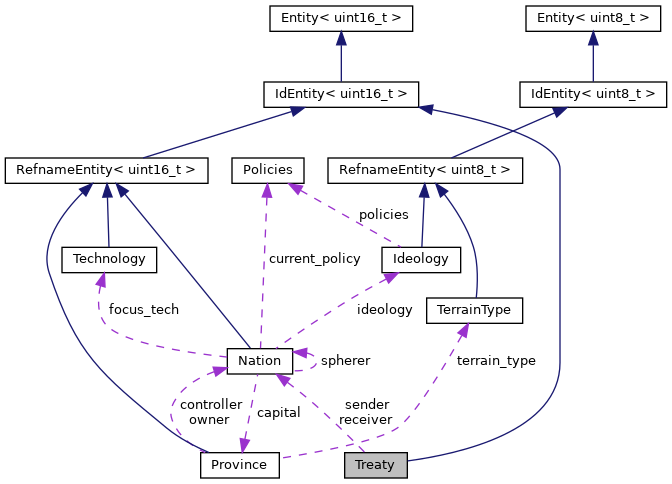 Entity< uint16_t >
Entity< uint8_t >
IdEntity< uint16_t >
IdEntity< uint8_t >
RefnameEntity< uint16_t >
Policies
RefnameEntity< uint8_t >
policies
Technology
current_policy
Ideology
focus_tech
ideology
TerrainType
Nation
spherer
terrain_type
controller
owner
capital
sender
receiver
Province
Treaty